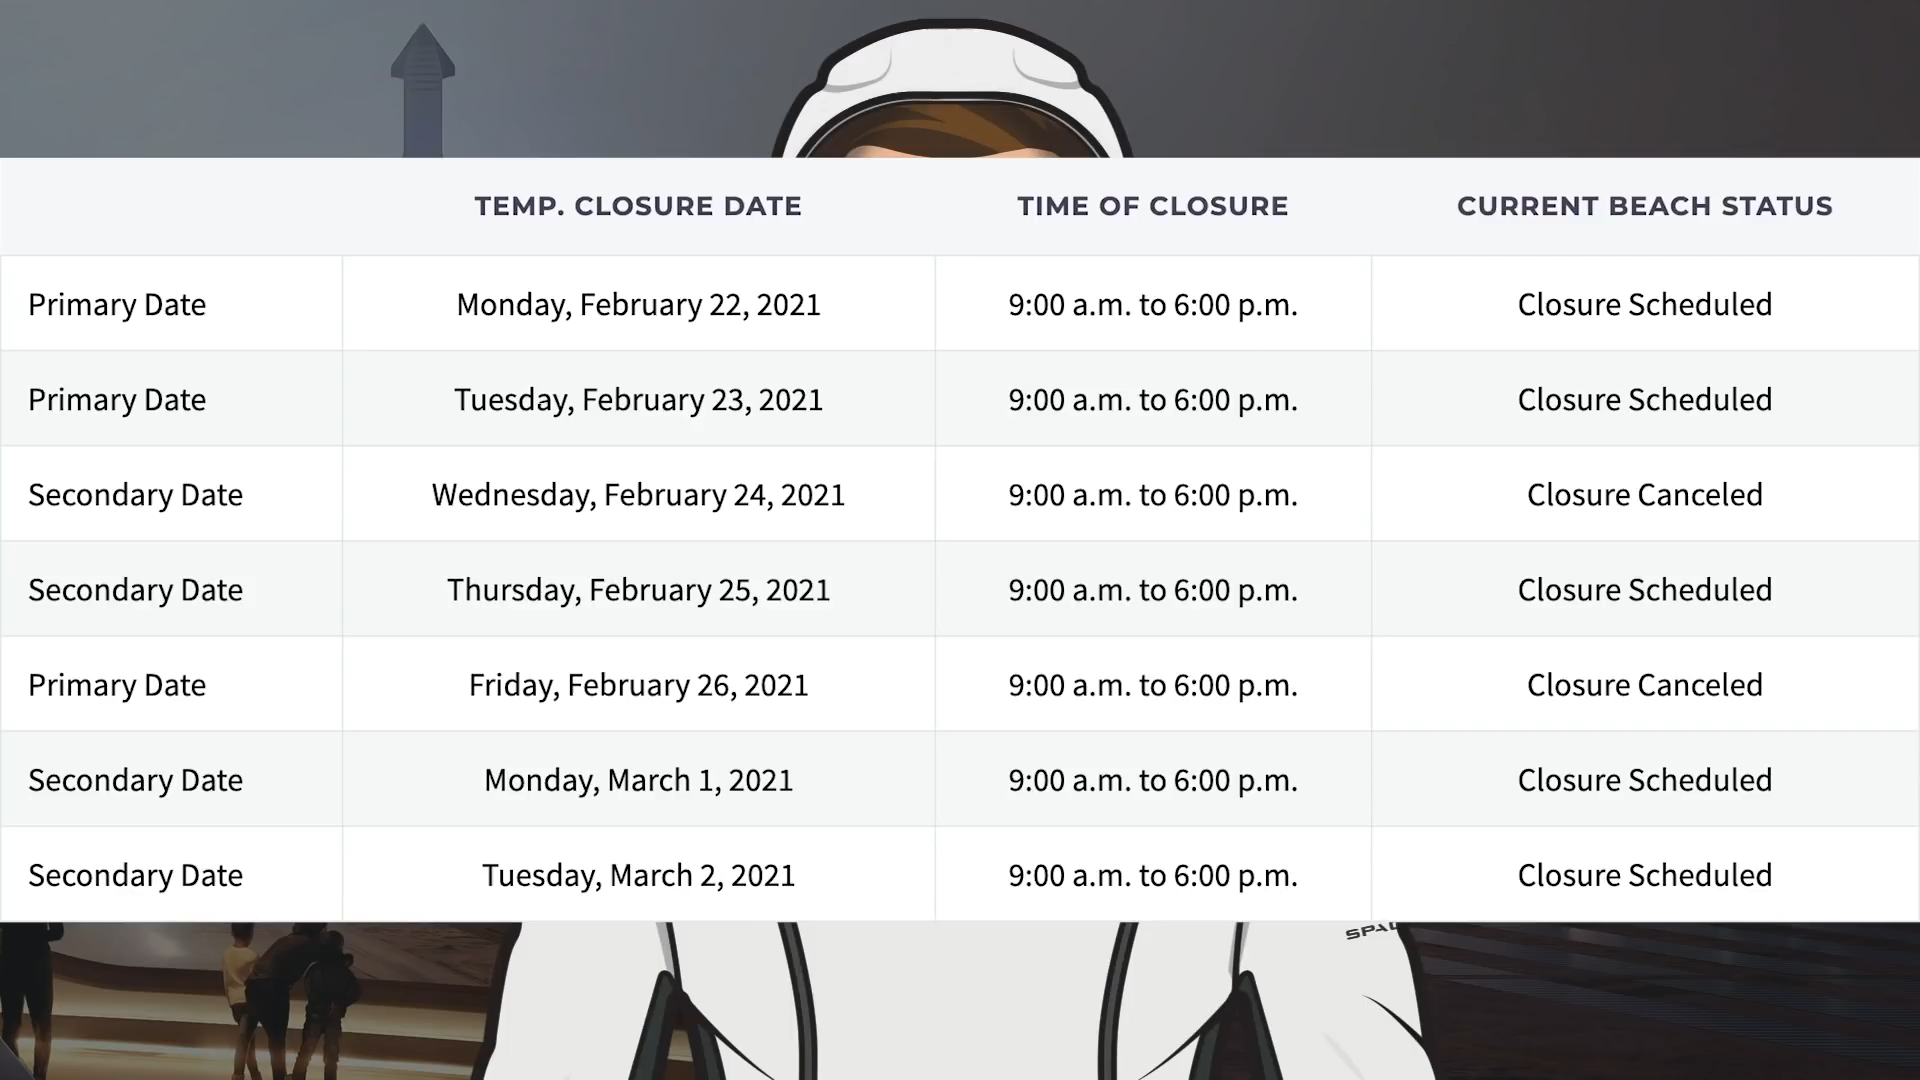 TEMP. CLOSURE DATE TIME OF CLOSURE CURRENT BEACH STATUS
Primary Date Monday, February 22, 2021 9:00 a.m. to 6:00 p.m. Closure Scheduled
Primary Date Tuesday, February 23, 2021 9:00 a.m. to 6:00 p.m. Closure Scheduled
Secondary Date Wednesday, February 24, 2021 9:00 a.m. to 6:00 p.m. Closure Canceled
Secondary Date Thursday, February 25, 2021 9:00 a.m. to 6:00 p.m. Closure Scheduled
Primary Date Friday, February 26, 2021 9:00 a.m. to 6:00 p.m. Closure Canceled
Secondary Date Monday, March 1, 2021 9:00 a.m. to 6:00 p.m. Closure Scheduled
Secondary Date Tuesday, March 2, 2021 9:00 a.m. to 6:00 p.m. Closure Scheduled